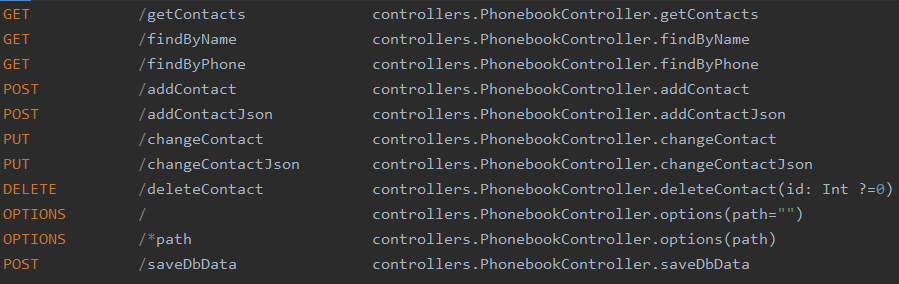 GET /getContacts controllers.PhonebookController.getContacts
GET /findByName controllers.PhonebookController.findByName
GET /findByPhone controllers.PhonebookController.findByPhone
POST /addContact controllers.PhonebookController.addContact
POST /addContactJson controllers.PhonebookController.addContactJson
PUT /changeContact controllers.PhonebookController.changeContact
PUT /changeContactJson controllers.PhonebookController.changeContactJson
DELETE /deleteContact controllers.PhonebookController.deleteContact(id: Int ?=0)
OPTIONS / controllers.PhonebookController.options(path="")
OPTIONS /*path controllers.PhonebookController.options(path)
POST /saveDbData controllers.PhonebookController.saveDbData